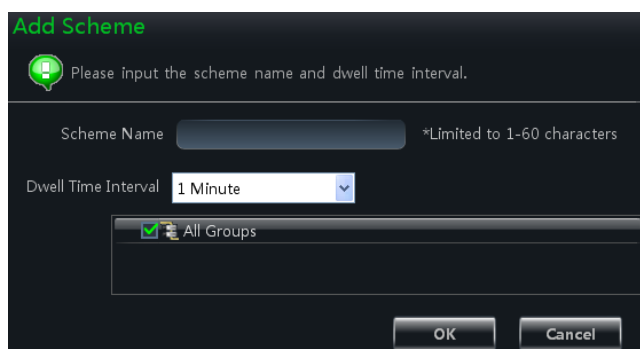 Add Scheme
Please input the scheme name and dwell time interval.
Scheme Name *Limited to 1-60 characters
Dwell Time Interval 1 Minute
All Groups
OK Cancel